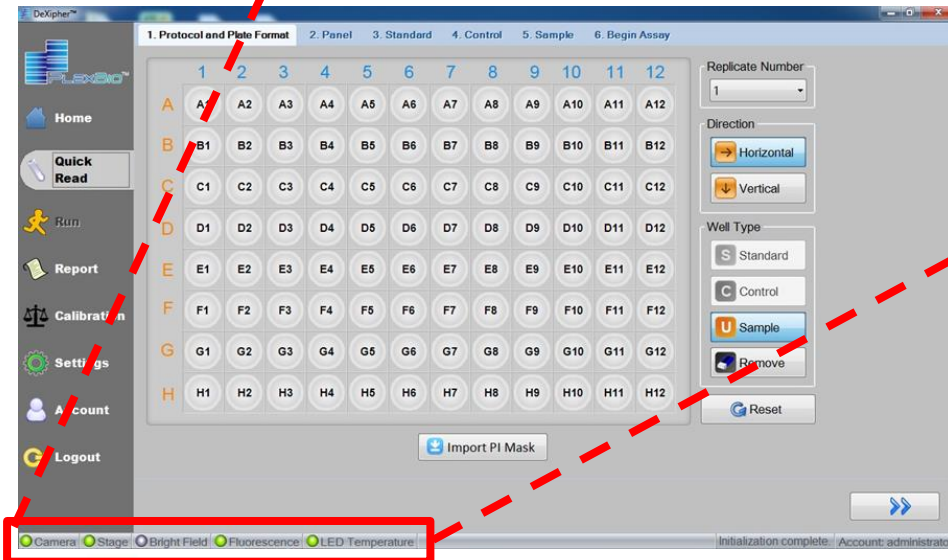 DeXipher™
PLEXBIO™
Home
Quick
Read
Run
Report
Calibration
Settings
Account
Logout
1. Protocol and Plate Format 2. Panel 3. Standard 4. Control 5. Sample 6. Begin Assay
1 2 3 4 5 6 7 8 9 10 11 12
A A1 A2 A3 A4 A5 A6 A7 A8 A9 A10 A11 A12
B B1 B2 B3 B4 B5 B6 B7 B8 B9 B10 B11 B12
C C1 C2 C3 C4 C5 C6 C7 C8 C9 C10 C11 C12
D D1 D2 D3 D4 D5 D6 D7 D8 D9 D10 D11 D12
E E1 E2 E3 E4 E5 E6 E7 E8 E9 E10 E11 E12
F F1 F2 F3 F4 F5 F6 F7 F8 F9 F10 F11 F12
G G1 G2 G3 G4 G5 G6 G7 G8 G9 G10 G11 G12
H H1 H2 H3 H4 H5 H6 H7 H8 H9 H10 H11 H12
Import PI Mask
Replicate Number
1
Direction
Horizontal
Vertical
Well Type
S Standard
C Control
U Sample
Remove
Reset
Camera Stage Bright Field Fluorescence LED Temperature Initialization complete. Account: administrato